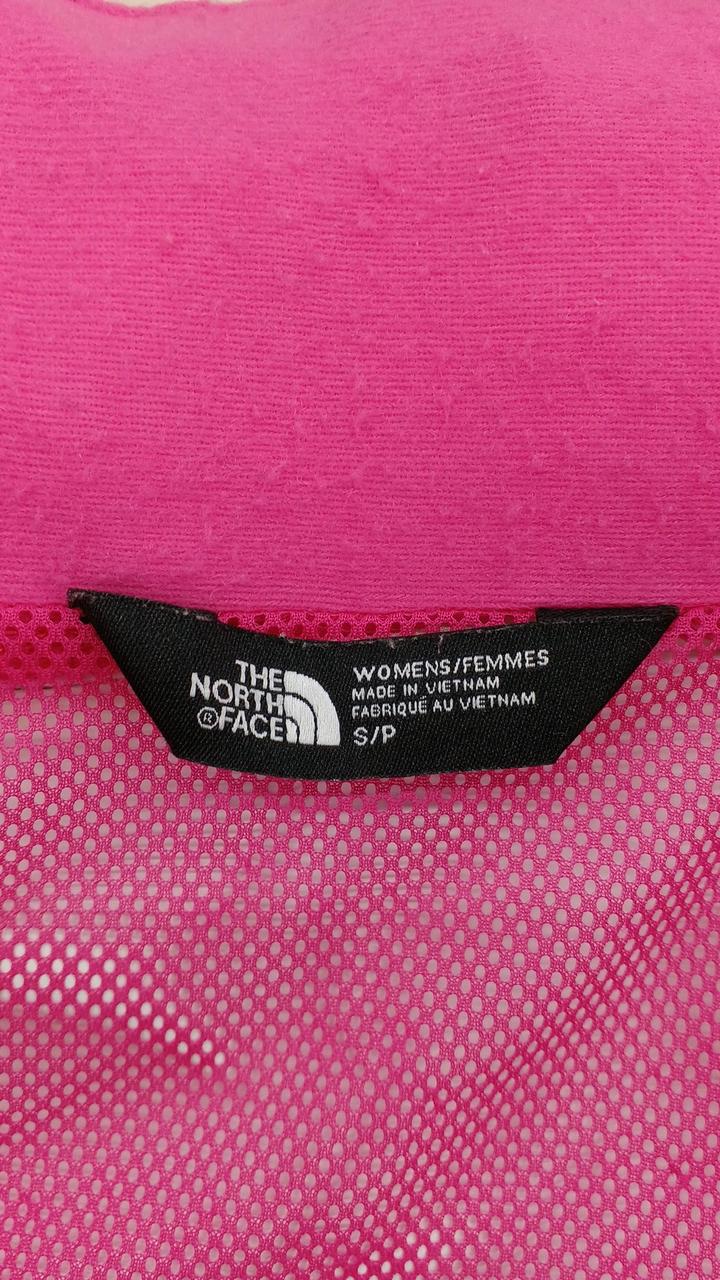 THE
NORTH
®FACE
WOMENS/FEMMES
MADE IN VIETNAM
FABRIQUÉ AU VIETNAM
S/P